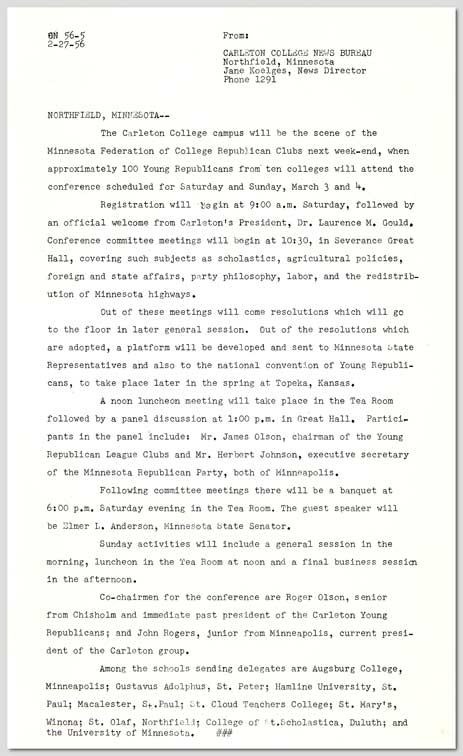 ON 56-5
2-27-56
From:
CARLETON COLLEGE NEWS BUREAU
Northfield, Minnesota
Jane Koelges, News Director
Phone 1291
NORTHFIELD, MINNESOTA--
The Carleton College campus will be the scene of the
Minnesota Federation of College Republican Clubs next week-end, when
approximately 100 Young Republicans from ten colleges will attend the
conference scheduled for Saturday and Sunday, March 3 and 4.
Registration will begin at 9:00 a.m. Saturday, followed by
an official welcome from Carleton's President, Dr. Laurence M. Gould.
Conference committee meetings will begin at 10:30, in Severance Great
Hall, covering such subjects as scholastics, agricultural policies,
foreign and state affairs, party philosophy, labor, and the redistrib-
ution of Minnesota highways.
Out of these meetings will come resolutions which will go
to the floor in later general session. Out of the resolutions which
are adopted, a platform will be developed and sent to Minnesota State
Representatives and also to the national convention of Young Republi-
cans, to take place later in the spring at Topeka, Kansas.
A noon luncheon meeting will take place in the Tea Room
followed by a panel discussion at 1:00 p.m. in Great Hall. Partici-
pants in the panel include: Mr. James Olson, chairman of the Young
Republican League Clubs and Mr. Herbert Johnson, executive secretary
of the Minnesota Republican Party, both of Minneapolis.
Following committee meetings there will be a banquet at
6:00 p.m. Saturday evening in the Tea Room. The guest speaker will
be Elmer L. Anderson, Minnesota State Senator.
Sunday activities will include a general session in the
morning, luncheon in the Tea Room at noon and a final business session
in the afternoon.
Co-chairmen for the conference are Roger Olson, senior
from Chisholm and immediate past president of the Carleton Young
Republicans; and John Rogers, junior from Minneapolis, current presi-
dent of the Carleton group.
Among the schools sending delegates are Augsburg College,
Minneapolis; Gustavus Adolphus, St. Peter; Hamline University, St.
Paul; Macalester, St.Paul; St. Cloud Teachers College; St. Mary's,
Winona; St. Olaf, Northfield; College of St.Scholastica, Duluth; and
the University of Minnesota. ###